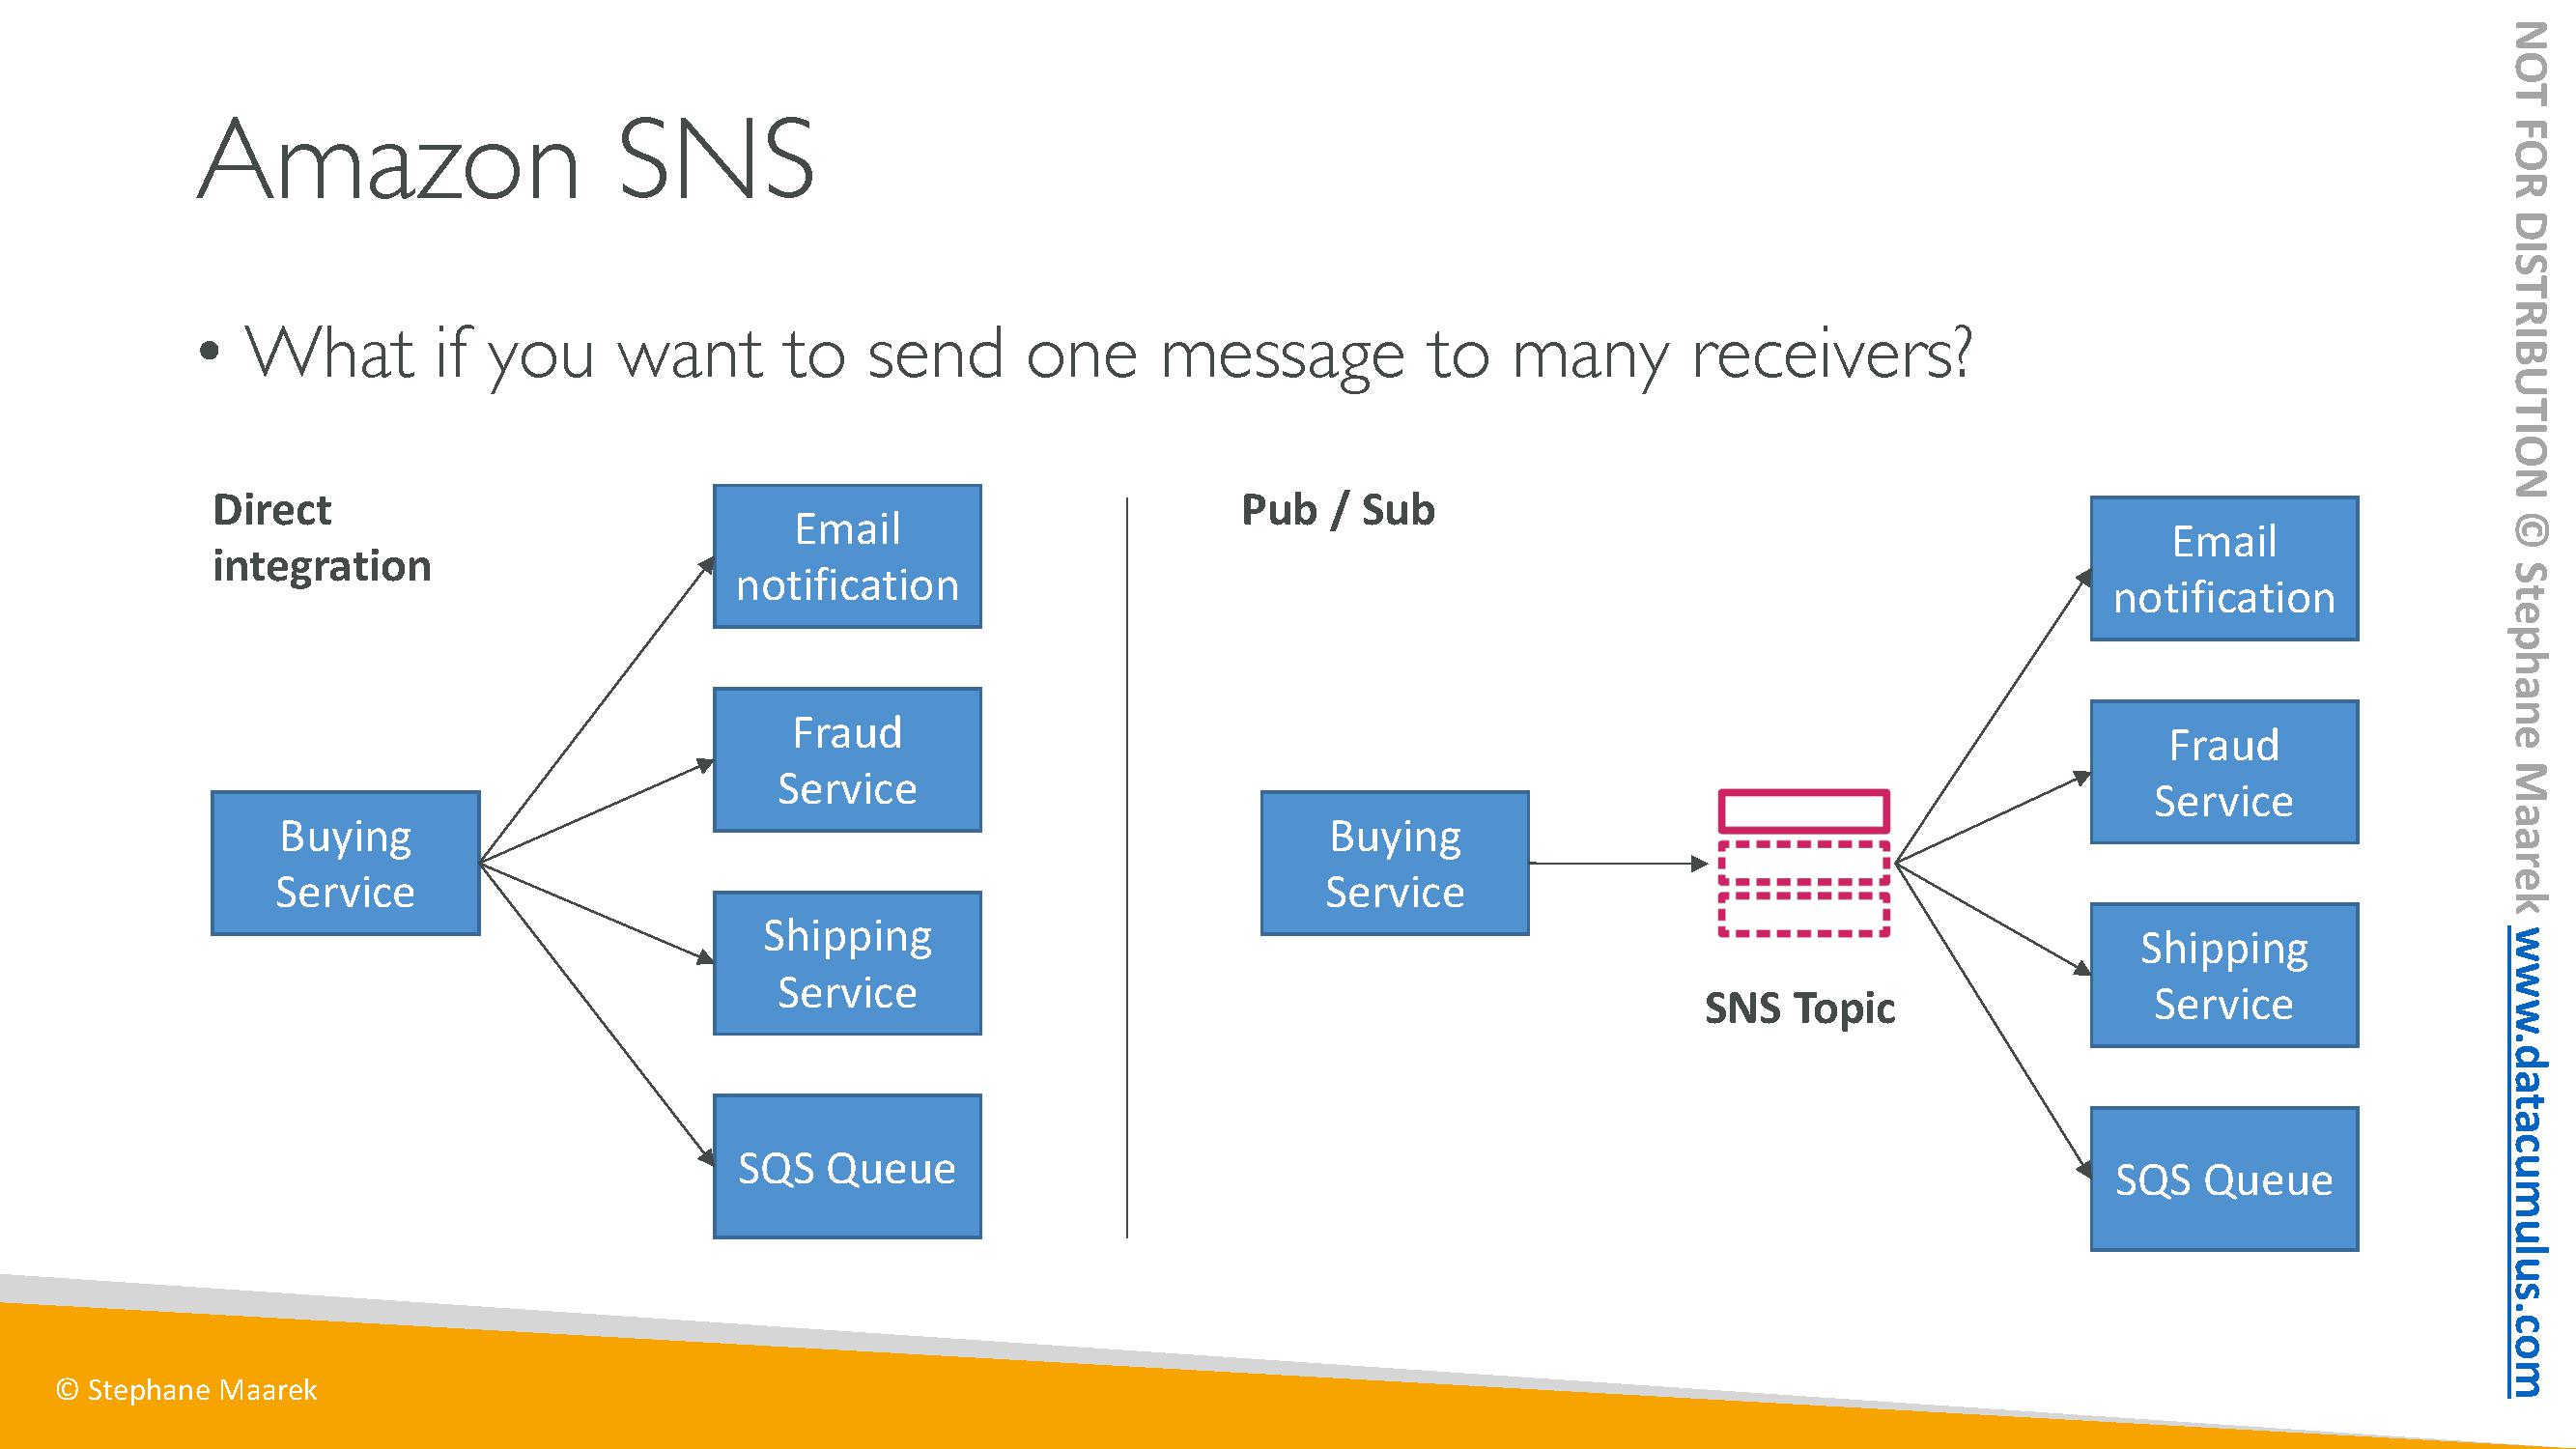 Amazon SNS
• What if you want to send one message to many receivers?
Direct
integration
Email
notification
Fraud
Service
Buying
Service
Shipping
Service
SQS Queue
Pub / Sub
Email
notification
Fraud
Service
Buying
Service
SNS Topic
Shipping
Service
SQS Queue
© Stephane Maarek
NOT FOR DISTRIBUTION © Stephane Maarek www.datacumulus.com